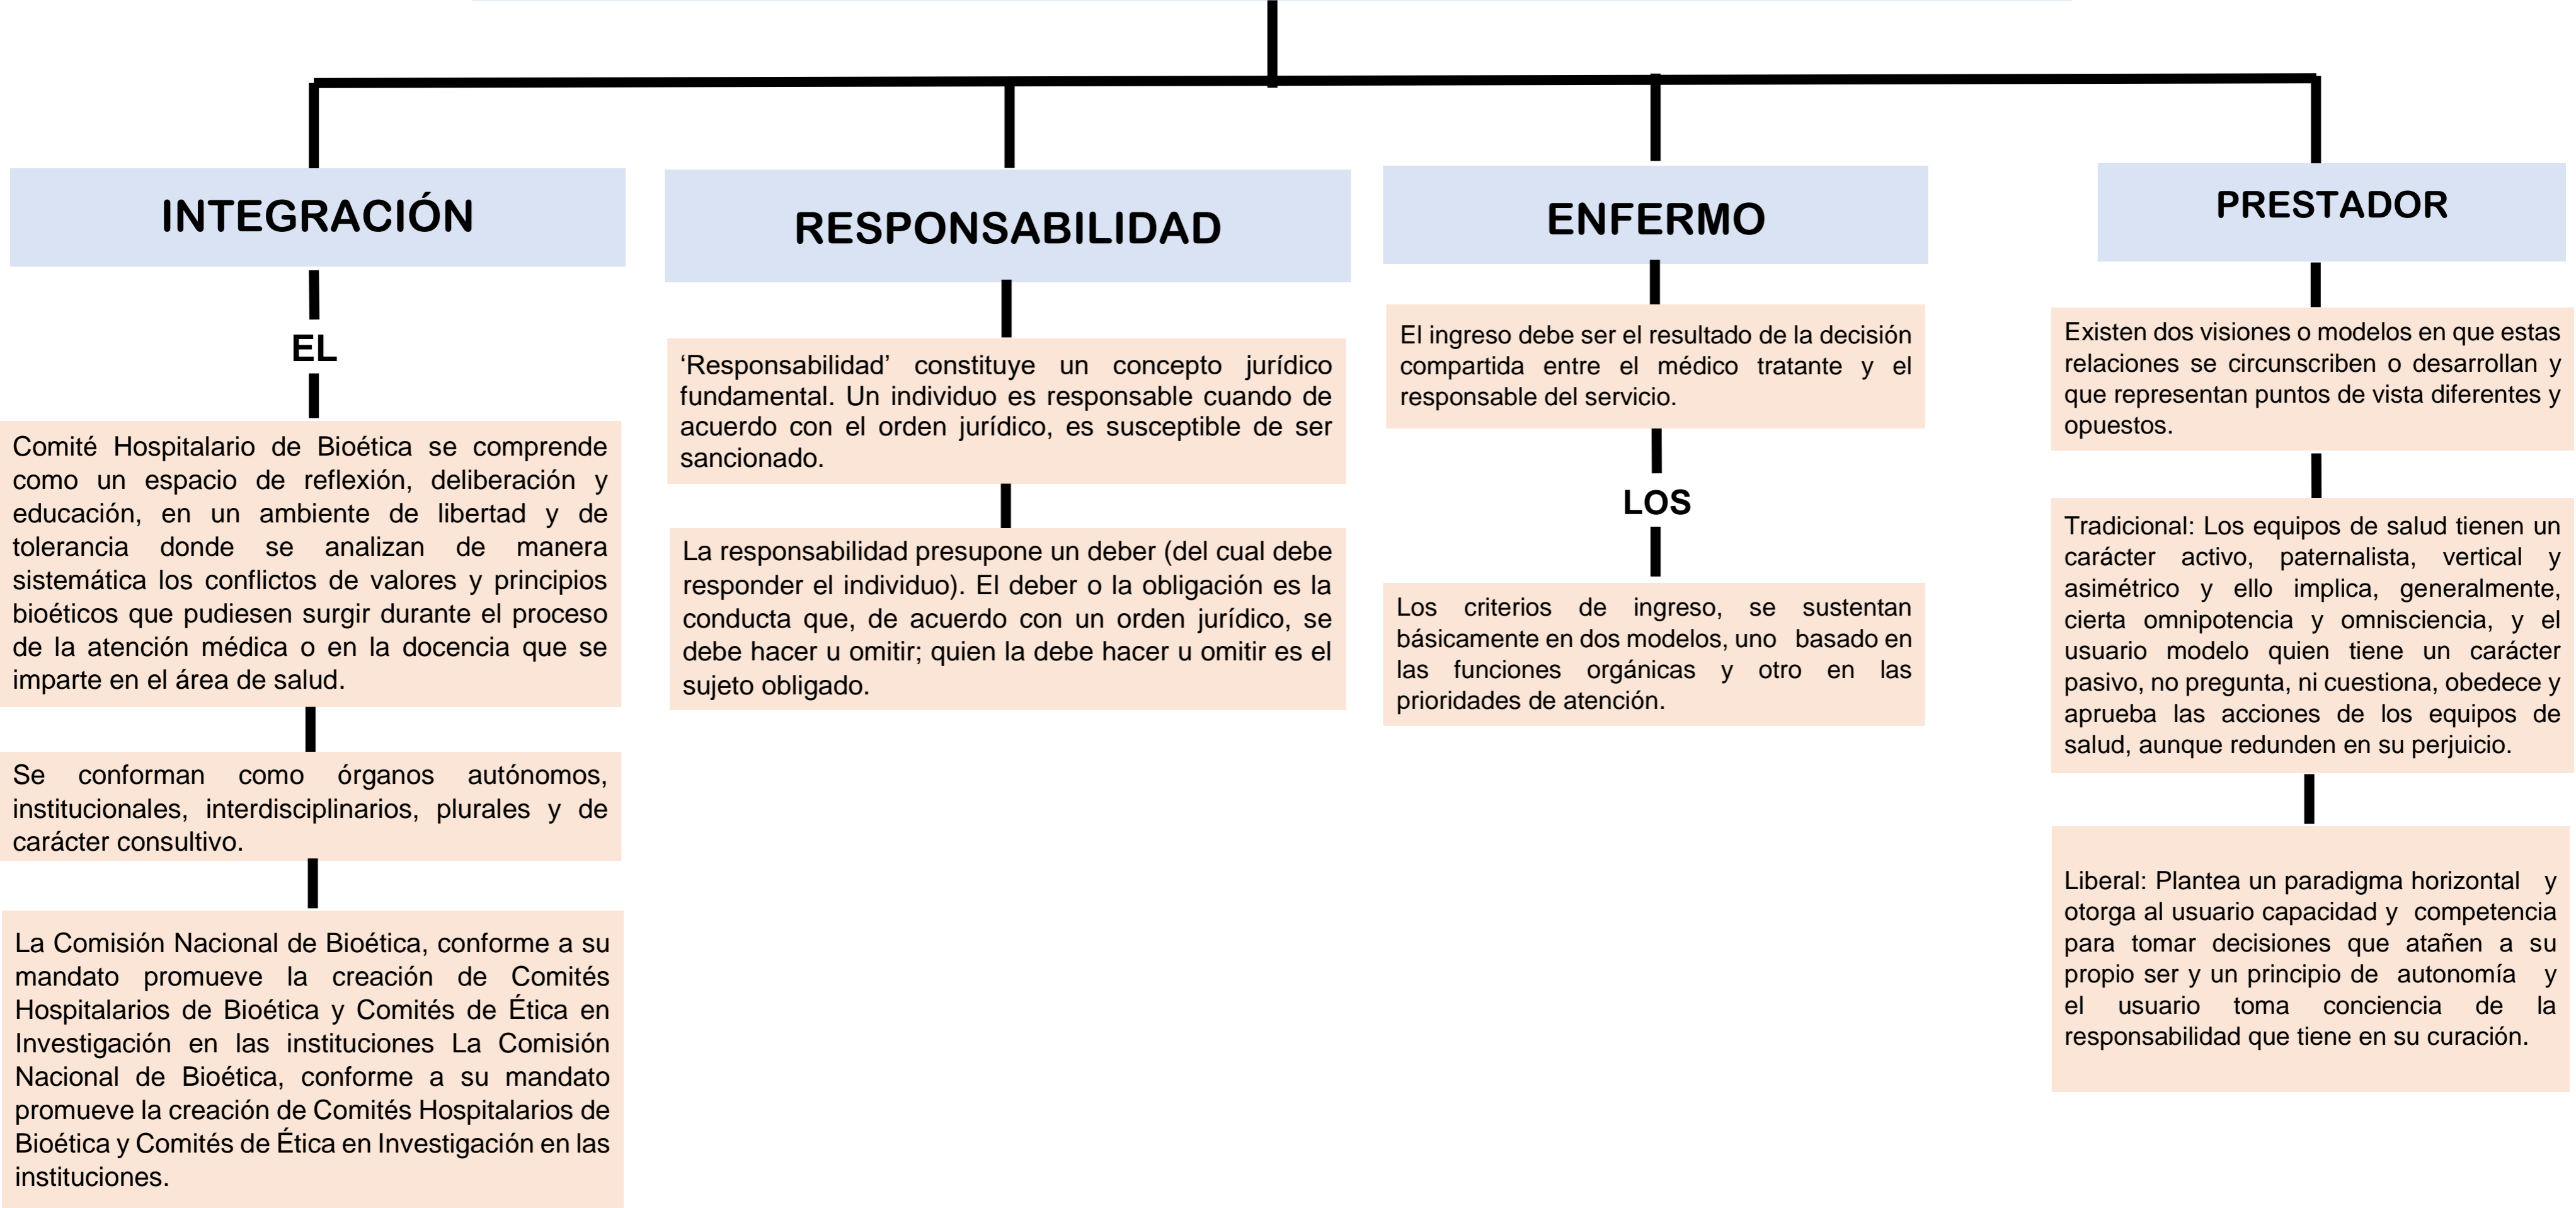 INTEGRACIÓN
EL
Comité Hospitalario de Bioética se comprende
como un espacio de reflexión, deliberación y
educación, en un ambiente de libertad y de
tolerancia donde se analizan de manera
sistemática los conflictos de valores y principios
bioéticos que pudiesen surgir durante el proceso
de la atención médica o en la docencia que se
imparte en el área de salud.
Se conforman como órganos autónomos,
institucionales, interdisciplinarios, plurales y de
carácter consultivo.
La Comisión Nacional de Bioética, conforme a su
mandato promueve la creación de Comités
Hospitalarios de Bioética y Comités de Ética en
Investigación en las instituciones La Comisión
Nacional de Bioética, conforme a su mandato
promueve la creación de Comités Hospitalarios de
Bioética y Comités de Ética en Investigación en las
instituciones.
RESPONSABILIDAD
‘Responsabilidad’ constituye un concepto jurídico
fundamental. Un individuo es responsable cuando de
acuerdo con el orden jurídico, es susceptible de ser
sancionado.
La responsabilidad presupone un deber (del cual debe
responder el individuo). El deber o la obligación es la
conducta que, de acuerdo con un orden jurídico, se
debe hacer u omitir; quien la debe hacer u omitir es el
sujeto obligado.
ENFERMO
El ingreso debe ser el resultado de la decisión
compartida entre el médico tratante y el
responsable del servicio.
LOS
Los criterios de ingreso, se sustentan
básicamente en dos modelos, uno basado en
las funciones orgánicas y otro en las
prioridades de atención.
PRESTADOR
Existen dos visiones o modelos en que estas
relaciones se circunscriben o desarrollan y
que representan puntos de vista diferentes y
opuestos.
Tradicional: Los equipos de salud tienen un
carácter activo, paternalista, vertical y
asimétrico y ello implica, generalmente,
cierta omnipotencia y omnisciencia, y el
usuario modelo quien tiene un carácter
pasivo, no pregunta, ni cuestiona, obedece y
aprueba las acciones de los equipos de
salud, aunque redunden en su perjuicio.
Liberal: Plantea un paradigma horizontal y
otorga al usuario capacidad y competencia
para tomar decisiones que atañen a su
propio ser y un principio de autonomía y
el usuario toma conciencia de la
responsabilidad que tiene en su curación.